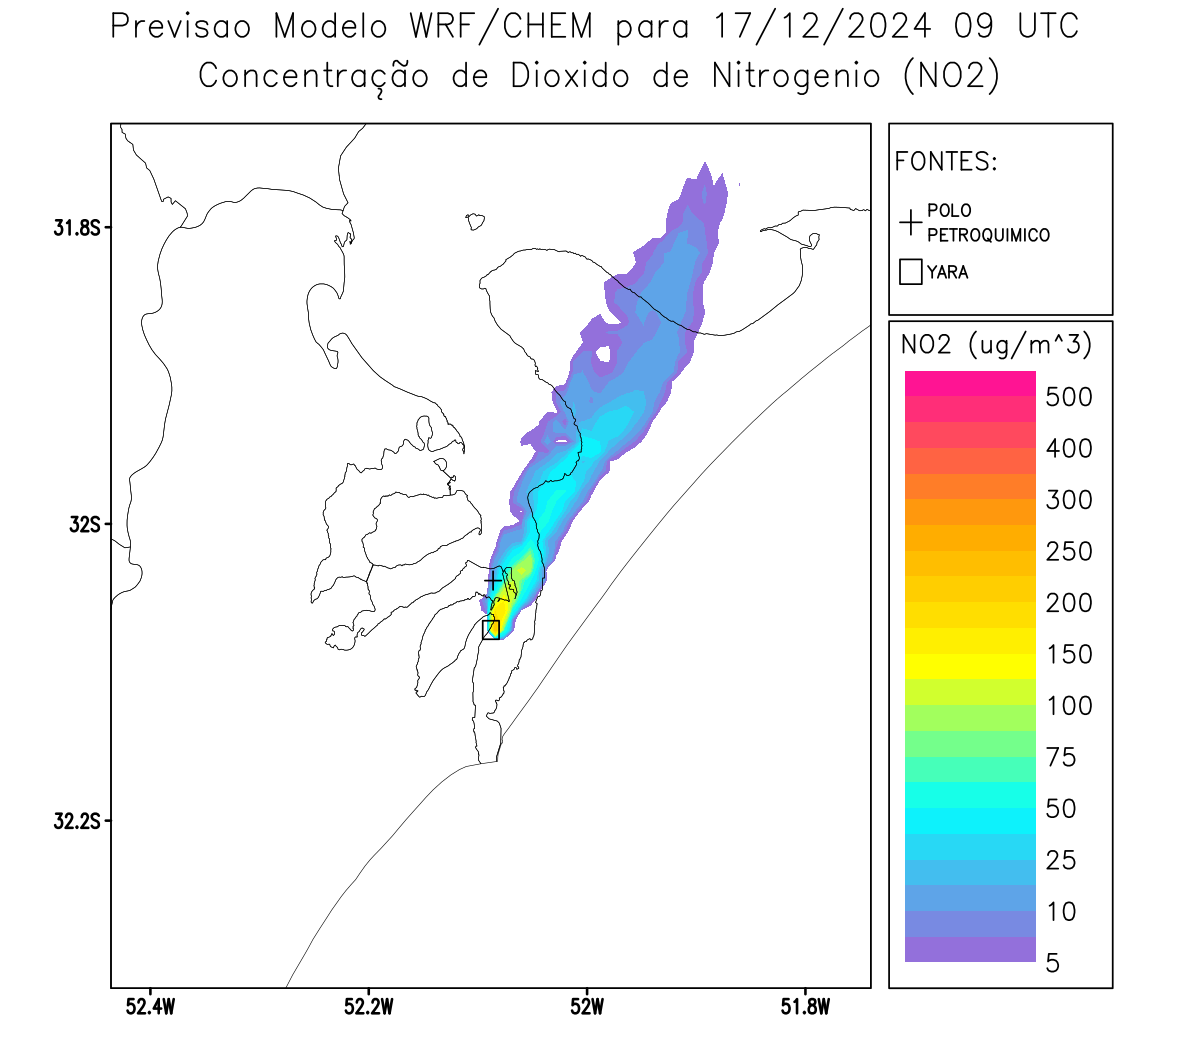 Previsao Modelo WRF/CHEM para 17/12/2024 09 UTC
Concentração de Dioxido de Nitrogenio (NO2)
FONTES:
POLO
PETROQUIMICO
YARA
NO2 (ug/m^3)
500
400
300
250
200
150
100
75
50
25
10
5
31.8S
32S
32.2S
52.4W
52.2W
52W
51.8W